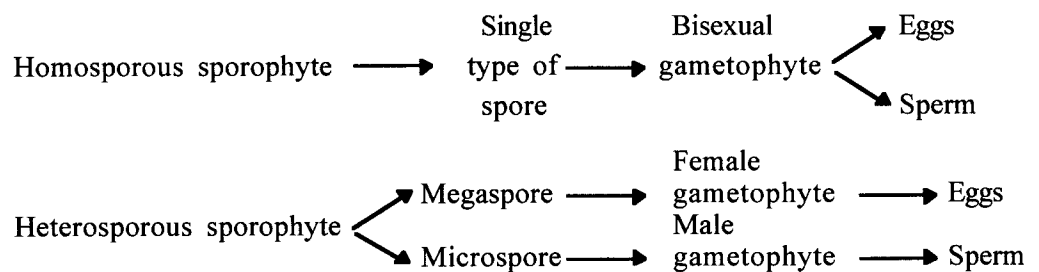 Single Bisexual Eggs
Homosporous sporophyte type of gametophyte
spore Sperm
Female
Megaspore gametophyte Eggs
Heterosporous sporophyte Male
Microspore gametophyte Sperm